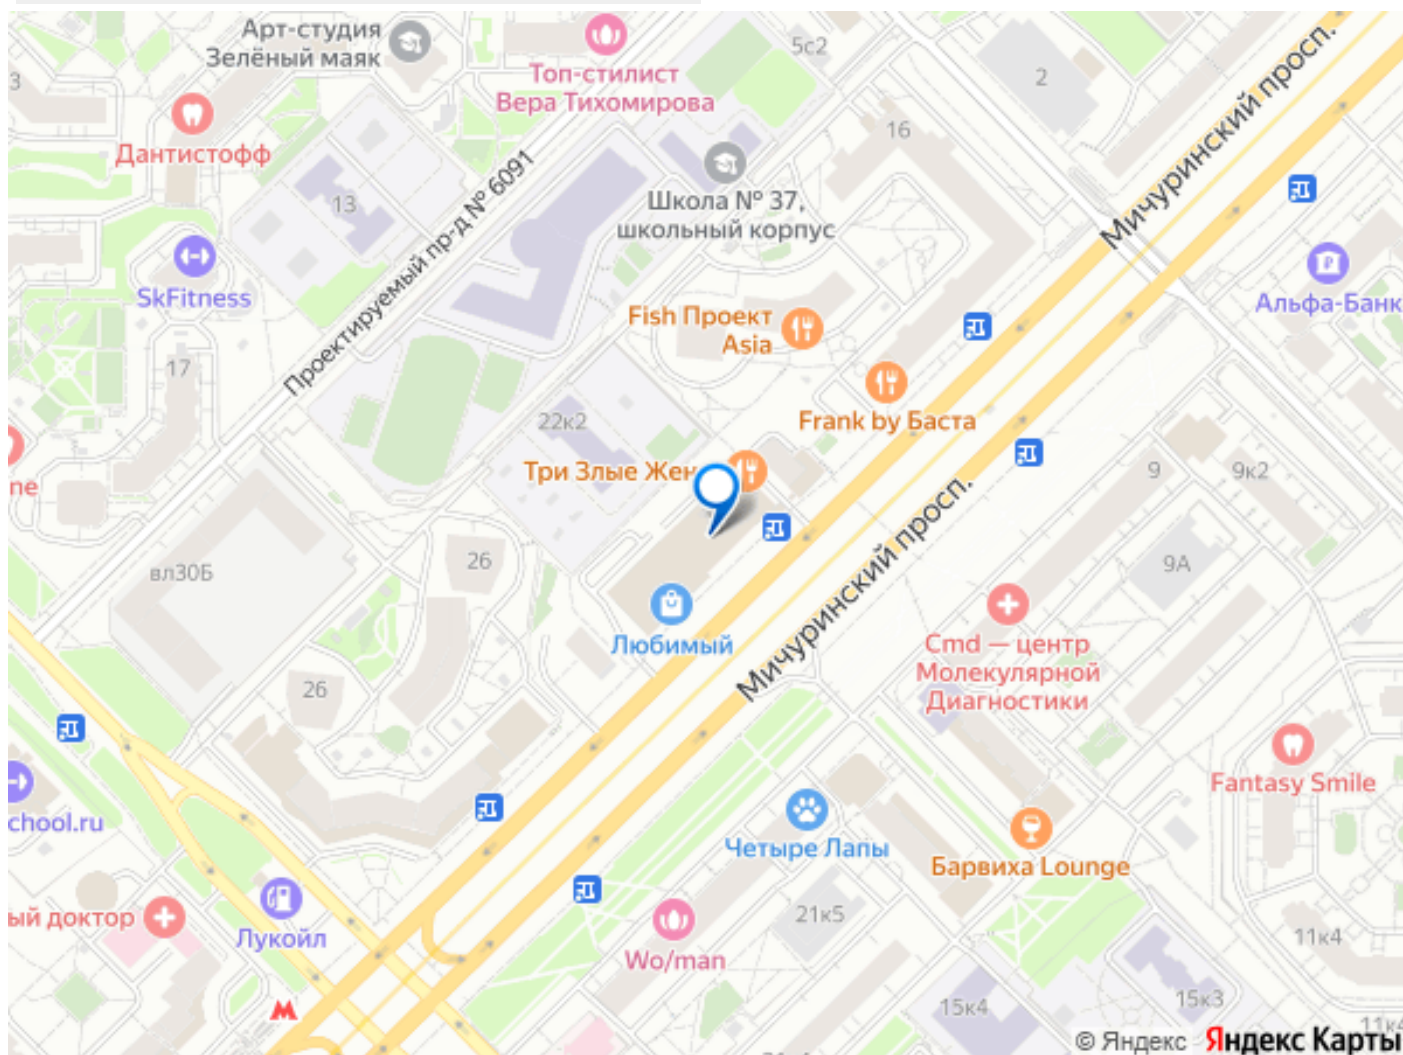 Арт-студия
Зелёный маяк
5с2
2
Мичуринский просп.
3
Топ-стилист
Вера Тихомирова
16
Дантистофф
Проектируемый пр-д № 6091
13
Школа № 37,
школьный корпус
SkFitness
Альфа-Банк
Fish Проект
Asia
17
22к2
Frank by Баста
Три Злые Жен
9
9к2
ne
Мичуринский просп.
вл30Б
26
9А
Любимый
Cmd — центр
Молекулярной
Диагностики
26
Fantasy Smile
chool.ru
Четыре Лапы
Барвиха Lounge
ый доктор
Лукойл
21к5
11к4
Wo/man
15к4
15к3
11к4
© Яндекс Яндекс Карты